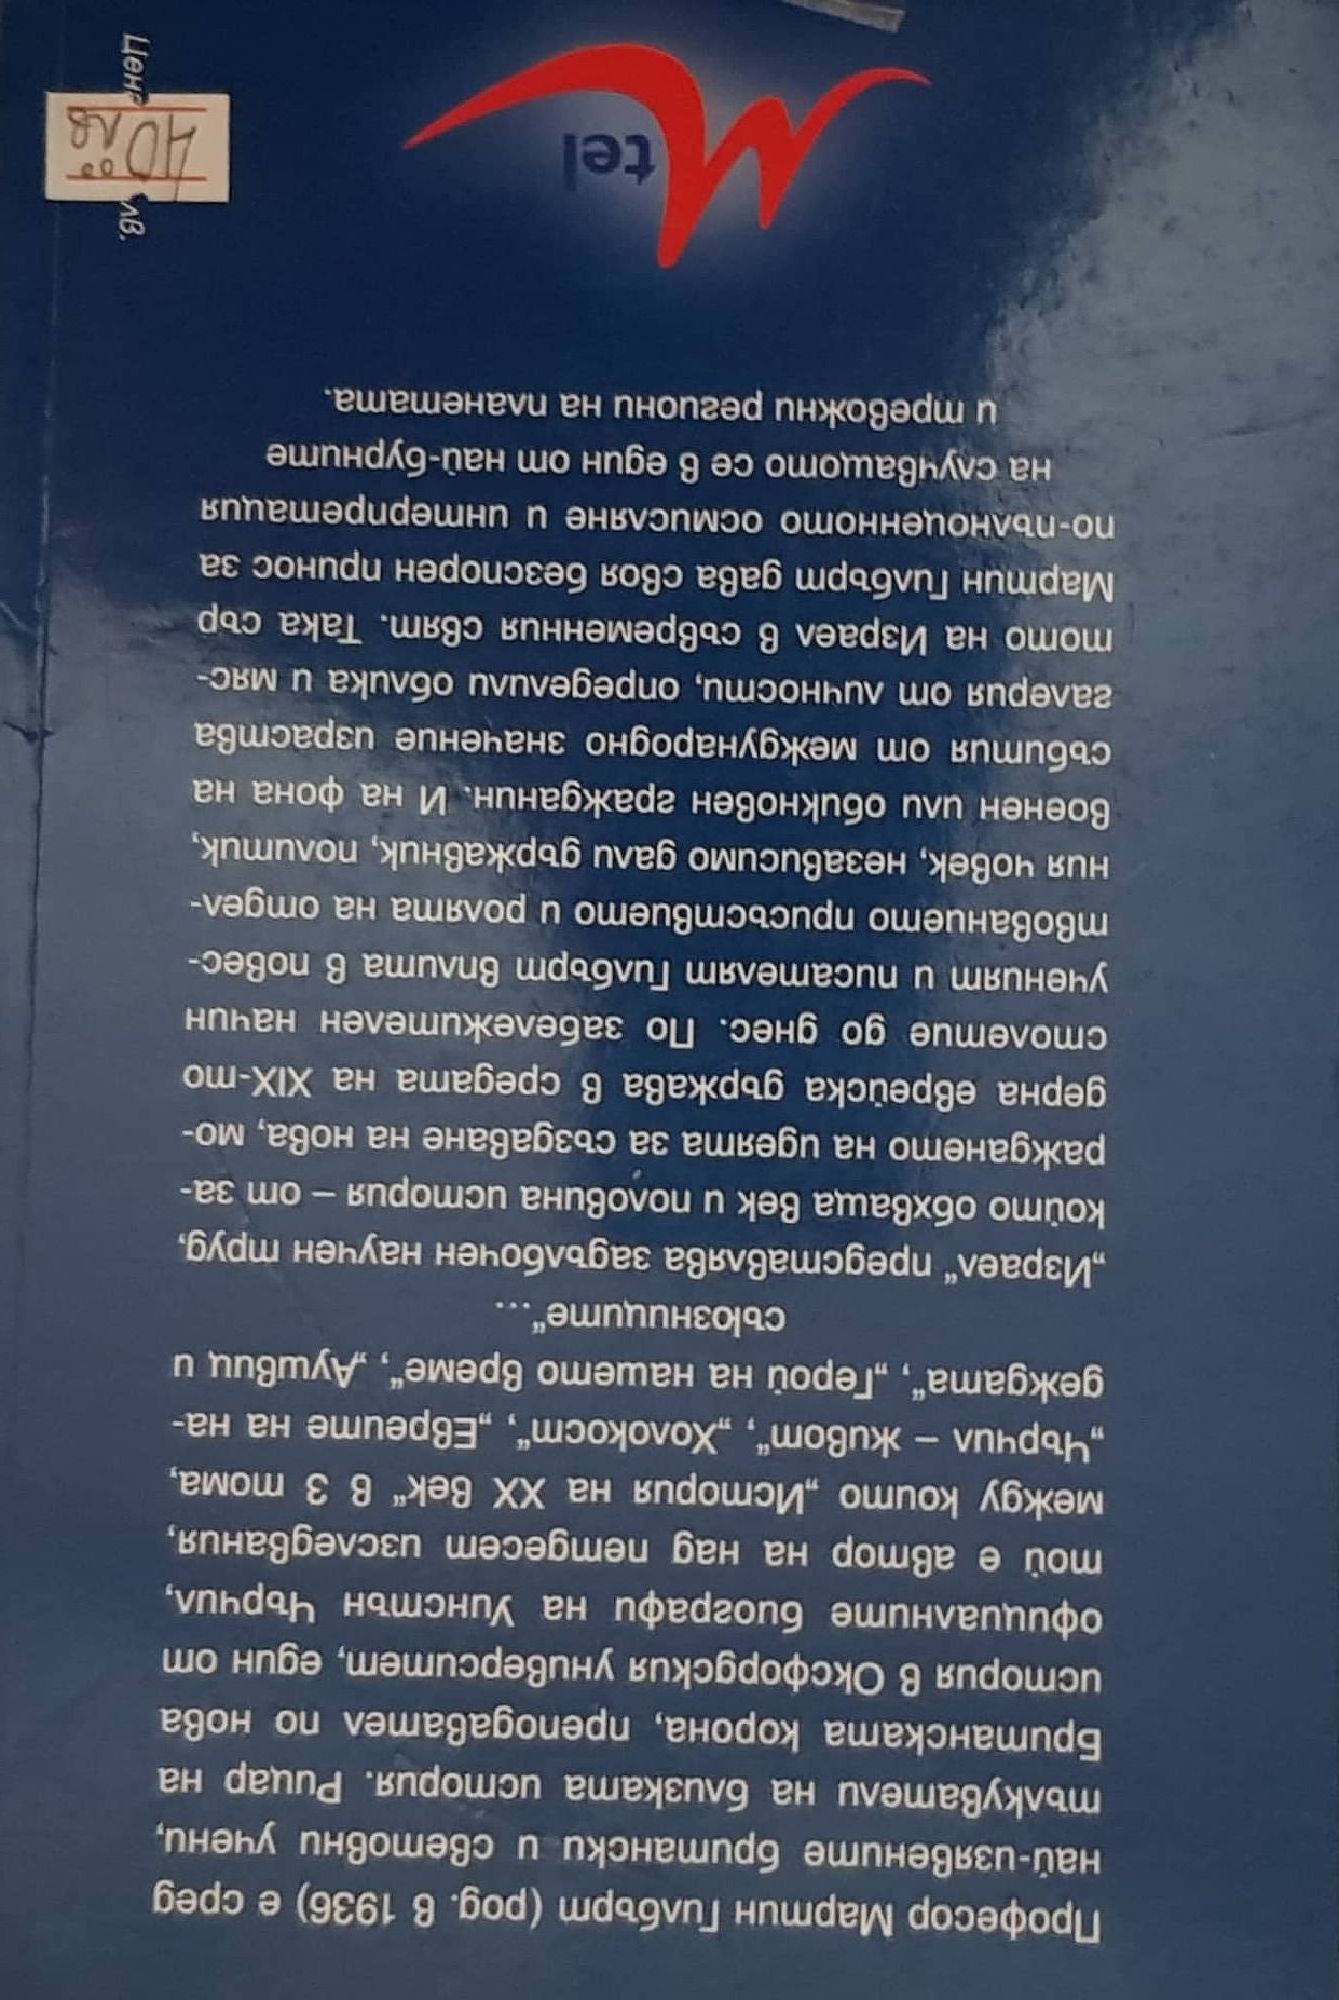 Професор Мартин Гилбърт (род. в 1936) е сред
най-изявените британски и световни учени,
тълкуватели на близката история. Рицар на
Британската корона, преподавател по нова
история в Оксфордския университет, един от
официалните биографи на Уинстън Чърчил,
той е автор на над петдесет изследвания,
между които „История на XX век“ в 3 тома,
„Чърчил – живот“, „Холокост“, „Евреите на на-
деждата“, „Герой на нашето време“, „Аушвиц и
съюзниците“...
„Израел“ представлява задълбочен научен труд,
който обхваща век и половина история – от за-
раждането на идеята за създаване на нова, мо-
дерна еврейска държава в средата на XIX-то
столетие до днес. По забележителен начин
ученият и писателят Гилбърт вплита в повес-
твованието присъствието и ролята на отдел-
ния човек, независимо дали държавник, политик,
военен или обикновен гражданин. И на фона на
събития от международно значение израства
галерия от личности, определили облика и мяс-
тото на Израел в съвременния свят. Така сър
Мартин Гилбърт дава своя безспорен принос за
по-пълноценното осмисляне и интерпретация
на случващото се в един от най-бурните
и тревожни региони на планетата.
M tel
лв.
40 00 лв